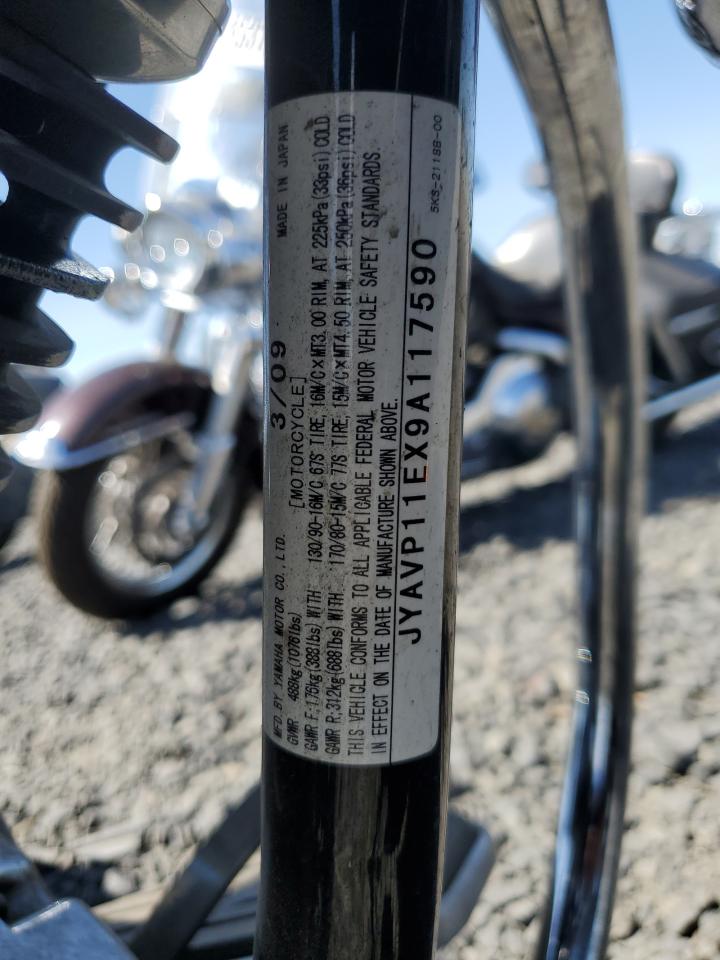 MFD.BY YAMAHA MOTOR CO.,LTD. 3/09 MADE IN JAPAN
GVWR 488kg(1076lbs) [MOTORCYCLE]
GAWR F:176kg(388lbs) WITH 130/90-16M/C 67S TIRE, 16M/C×MT3.00 RIM, AT 225kPa(33psi) COLD
GAWR R:312kg(688lbs) WITH 170/80-15M/C 77S TIRE, 15M/C×MT4.50 RIM, AT 250kPa(36psi) COLD
THIS VEHICLE CONFORMS TO ALL APPLICABLE FEDERAL MOTOR VEHICLE SAFETY STANDARDS
IN EFFECT ON THE DATE OF MANUFACTURE SHOWN ABOVE.
JYAVP11EX9A117590
5KS-2118B-00